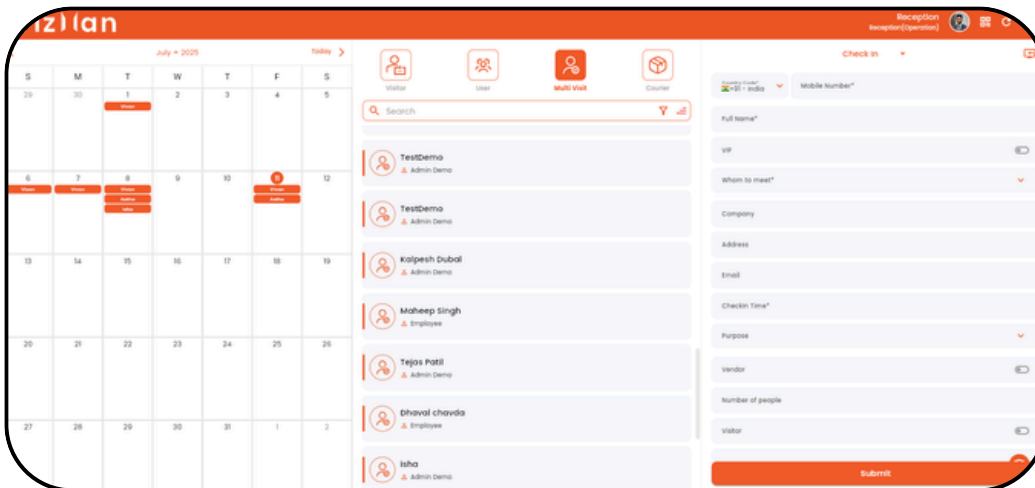 Reception
Reception(Operation)
July 2025
Today
S M T W T F S
29 30 1 2 3 4 5
6 7 8 9 10 11 12
13 14 15 16 17 18 19
20 21 22 23 24 25 26
27 28 29 30 31 1 2
Visitor
User
Multi Visit
Courier
Search
TestDemo
Admin Demo
TestDemo
Admin Demo
Kalpesh Dubal
Admin Demo
Maheep Singh
Employee
Tejas Patil
Admin Demo
Dhaval chavda
Employee
isha
Admin Demo
Check In
Country Code*
+91 - India
Mobile Number*
Full Name*
VIP
Whom to meet*
Company
Address
Email
Checkin Time*
Purpose
Vendor
Number of people
Visitor
Submit